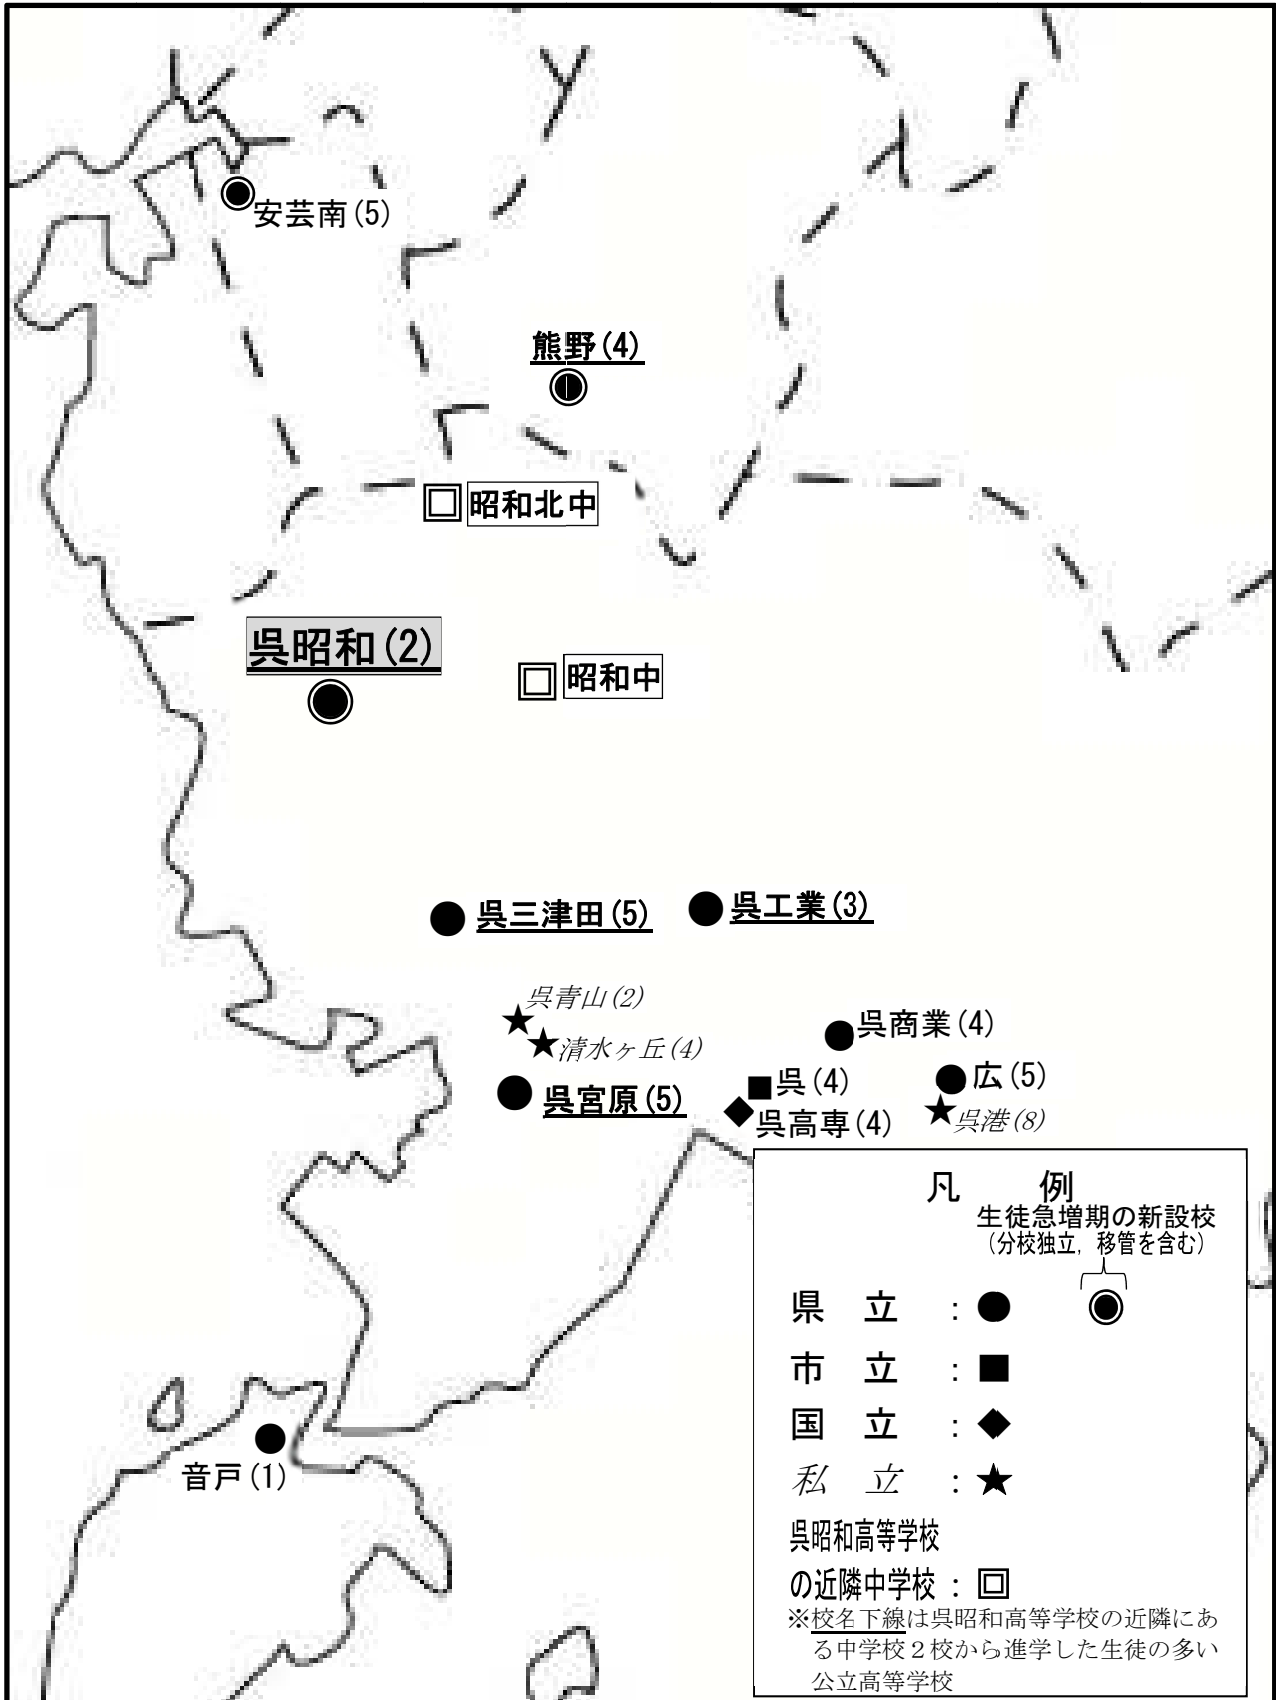 安芸南(5)
熊野(4)
昭和北中
呉昭和(2)
昭和中
呉三津田(5)
呉工業(3)
呉青山(2)
清水ヶ丘(4)
呉商業(4)
呉宮原(5)
呉(4)
広(5)
呉高専(4)
呉港(8)
音戸(1)
凡 例
生徒急増期の新設校
(分校独立,移管を含む)
県 立 :
市 立 :
国 立 :
私 立 :
呉昭和高等学校
の近隣中学校 :
※校名下線は呉昭和高等学校の近隣にあ
る中学校2校から進学した生徒の多い
公立高等学校